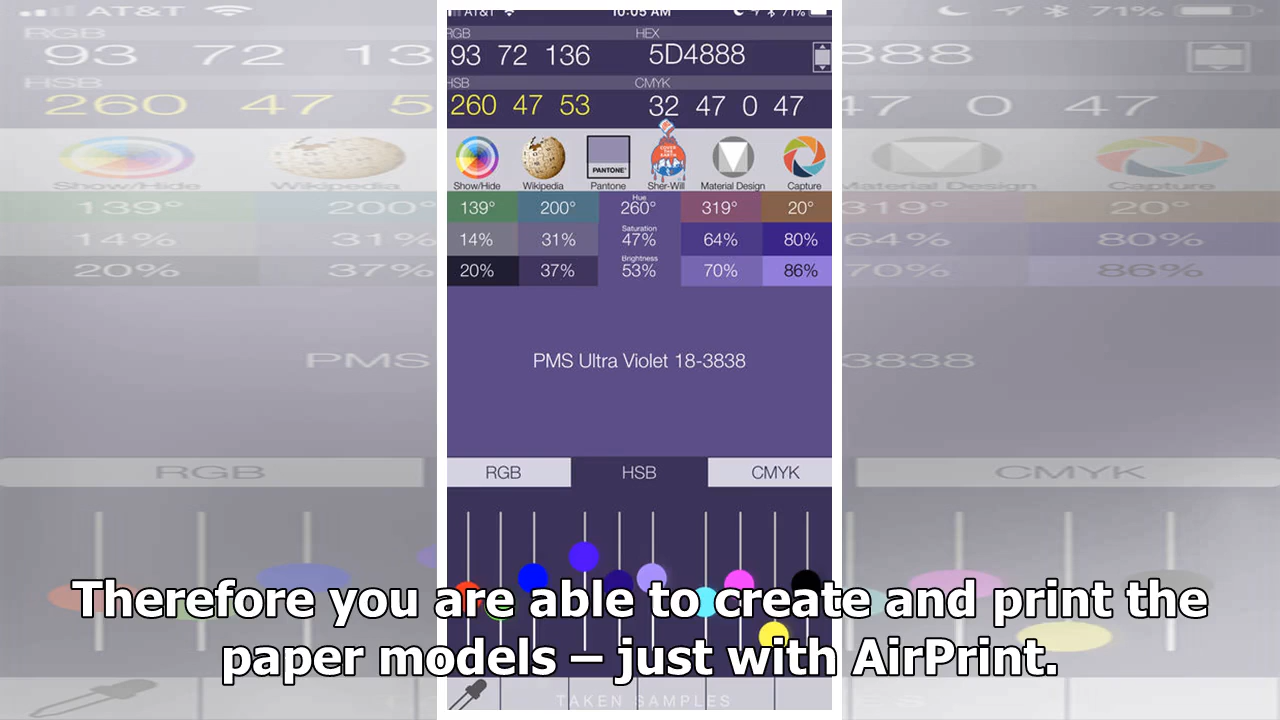 AT&T 10:05 AM 71%
RGB HEX
93 72 136 5D4888
HSB CMYK
260 47 53 32 47 0 47
COVER THE EARTH
PANTONE®
Show/Hide Wikipedia Pantone Sher-Will Material Design Capture
Hue
139° 200° 260° 319° 20°
Saturation
14% 31% 47% 64% 80%
Brightness
20% 37% 53% 70% 86%
PMS Ultra Violet 18-3838
RGB HSB CMYK
Therefore you are able to create and print the
paper models – just with AirPrint.
TAKEN SAMPLES